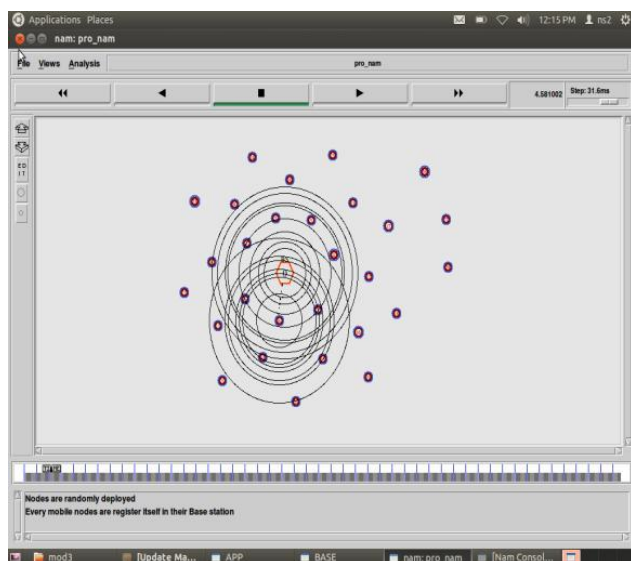 Applications Places 12:15 PM ns2
nam: pro_nam
File Views Analysis pro_nam
4.581002 Step: 31.6ms
ED
IT
Nodes are randomly deployed
Every mobile nodes are register itself in their Base station
mod3 [Update Ma... APP BASE nam: pro_nam [Nam Consol...